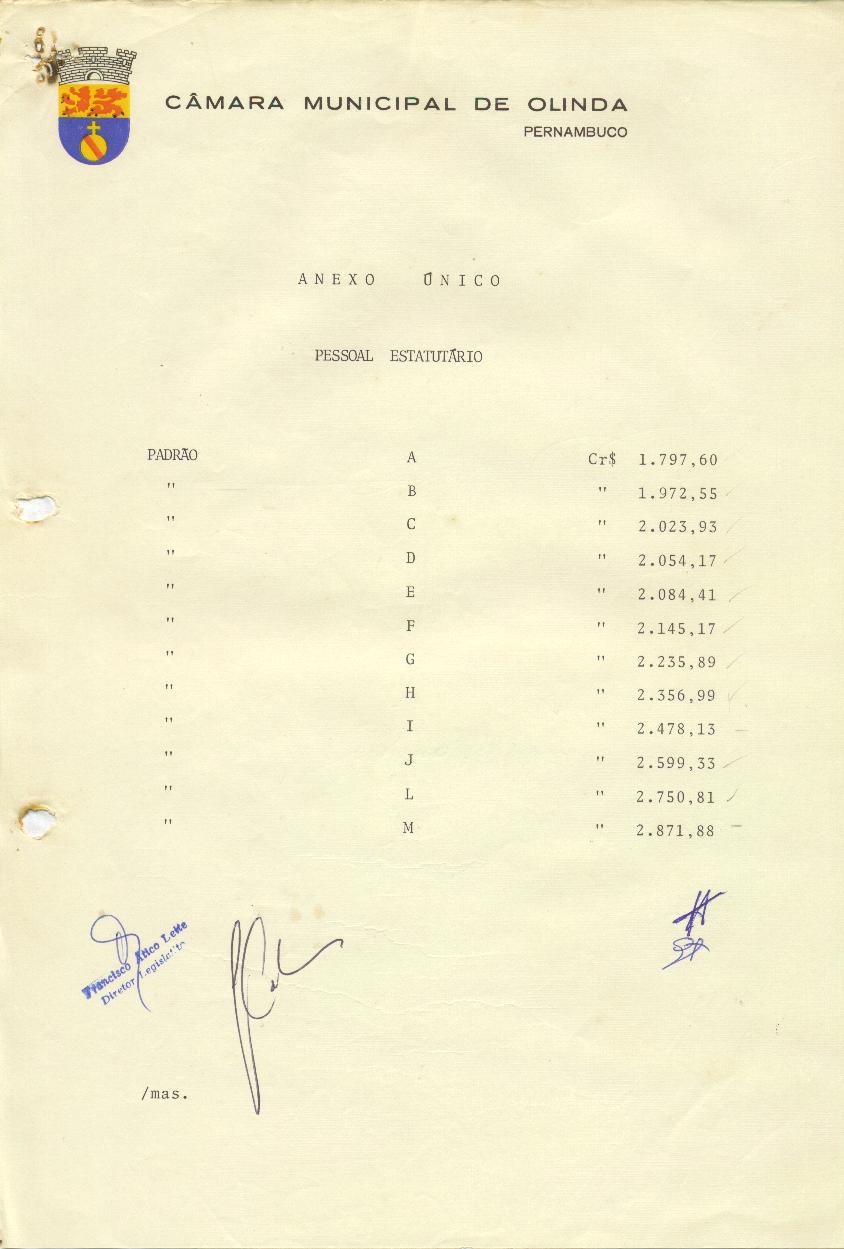 CÂMARA MUNICIPAL DE OLINDA
PERNAMBUCO
ANEXO ÚNICO
PESSOAL ESTATUTÁRIO
PADRÃO A Cr$ 1.797,60
" B " 1.972,55
" C " 2.023,93
" D " 2.054,17
" E " 2.084,41
" F " 2.145,17
" G " 2.235,89
" H " 2.356,99
" I " 2.478,13
" J " 2.599,33
" L " 2.750,81
" M " 2.871,88
Francisco Ático Leite
Diretor Legislativo
/mas.